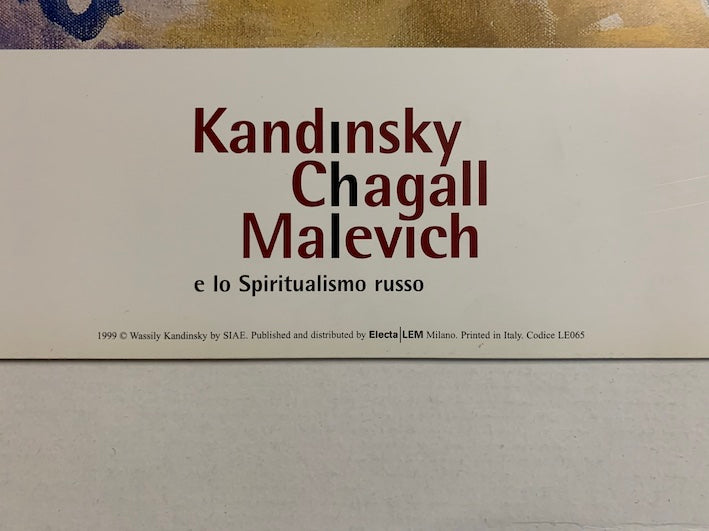 Kandinsky
Chagall
Malevich
e lo Spiritualismo russo
1999 © Wassily Kandinsky by SIAE. Published and distributed by Electa|LEM Milano. Printed in Italy. Codice LE065